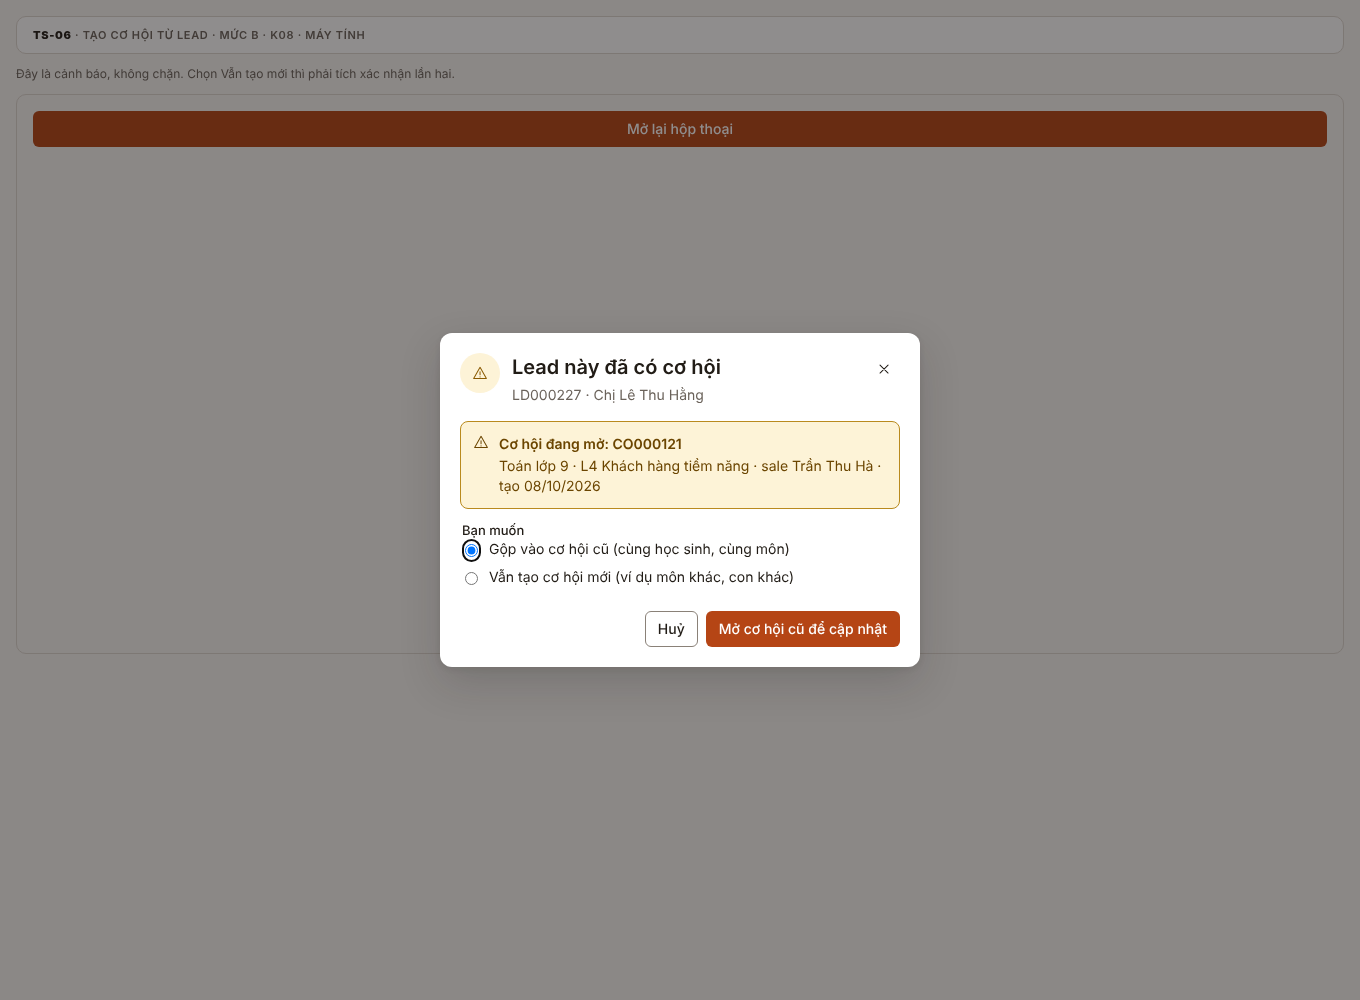 TS-06 · TẠO CƠ HỘI TỪ LEAD · MỨC B · K08 · MÁY TÍNH
Đây là cảnh báo, không chặn. Chọn Vẫn tạo mới thì phải tích xác nhận lần hai.
Mở lại hộp thoại
Lead này đã có cơ hội
LD000227 · Chị Lê Thu Hằng
Cơ hội đang mở: CO000121
Toán lớp 9 · L4 Khách hàng tiềm năng · sale Trần Thu Hà ·
tạo 08/10/2026
Bạn muốn
Gộp vào cơ hội cũ (cùng học sinh, cùng môn)
Vẫn tạo cơ hội mới (ví dụ môn khác, con khác)
Huỷ
Mở cơ hội cũ để cập nhật